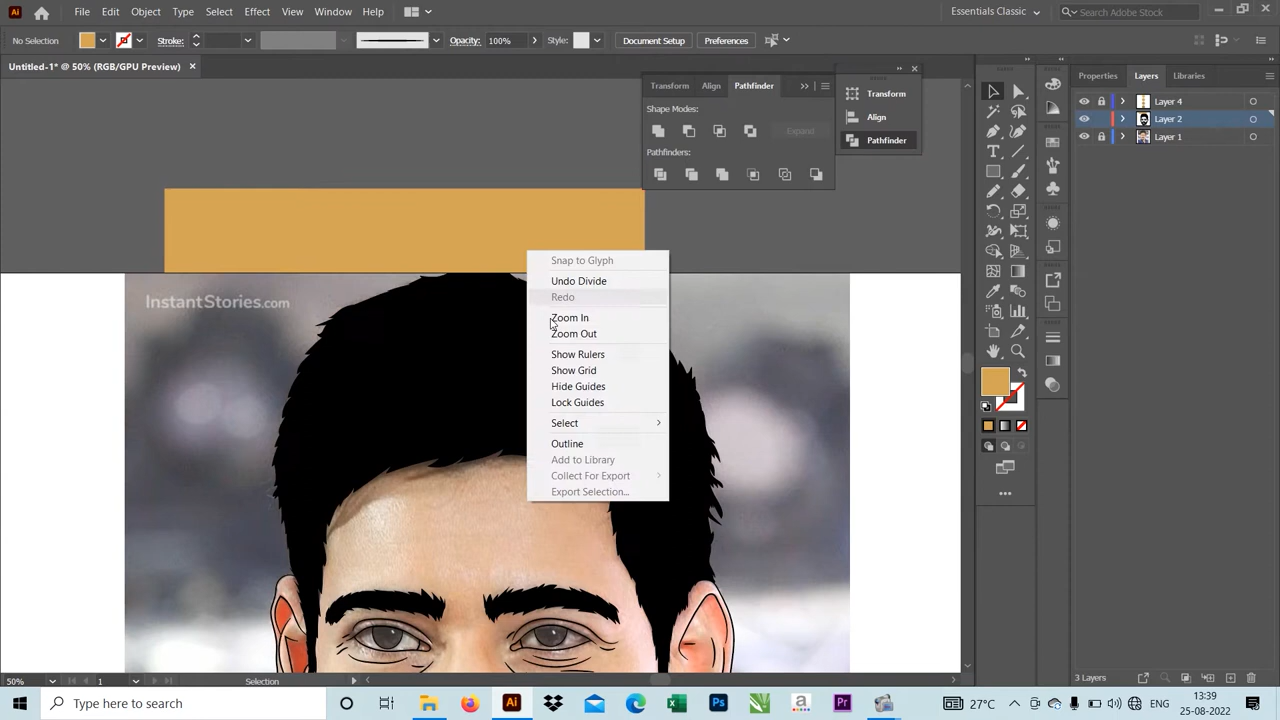 Ai
File Edit Object Type Select Effect View Window Help
Essentials Classic
Search Adobe Stock
No Selection
Stroke:
Opacity: 100%
Style:
Document Setup
Preferences
Untitled-1* @ 50% (RGB/GPU Preview)
Transform Align Pathfinder
Shape Modes:
Expand
Pathfinders:
Transform
Align
Pathfinder
Properties Layers Libraries
Layer 4
Layer 2
Layer 1
InstantStories.com
Snap to Glyph
Undo Divide
Redo
Zoom In
Zoom Out
Show Rulers
Show Grid
Hide Guides
Lock Guides
Select
Outline
Add to Library
Collect For Export
Export Selection...
3 Layers
50%
1
Selection
Type here to search
Ai
Ps
a
Pr
27°C
ENG
13:39
25-08-2022